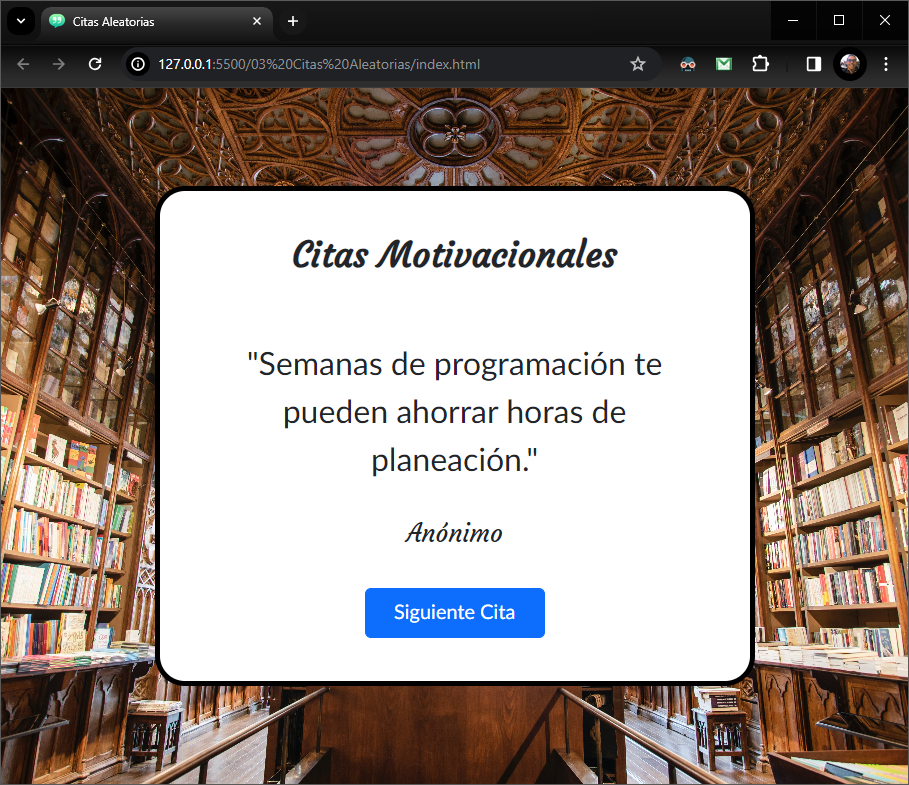 Citas Aleatorias
127.0.0.1:5500/03%20Citas%20Aleatorias/index.html
Citas Motivacionales
"Semanas de programación te
pueden ahorrar horas de
planeación."
Anónimo
Siguiente Cita